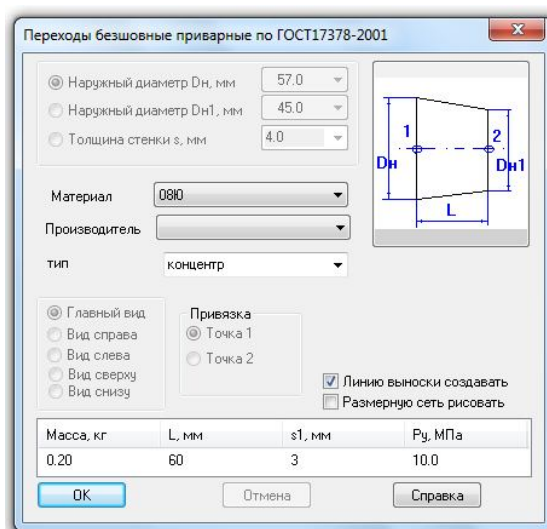 Переходы безшовные приварные по ГОСТ17378-2001
Наружный диаметр Dн, мм 57.0
Наружный диаметр Dн1, мм 45.0
Толщина стенки s, мм 4.0
1 2
Dн Dн1
L
Материал 08Ю
Производитель
тип концентр
Главный вид
Вид справа
Вид слева
Вид сверху
Вид снизу
Привязка
Точка 1
Точка 2
Линию выноски создавать
Размерную сеть рисовать
Масса, кг L, мм s1, мм Ру, МПа
0.20 60 3 10.0
OK Отмена Справка